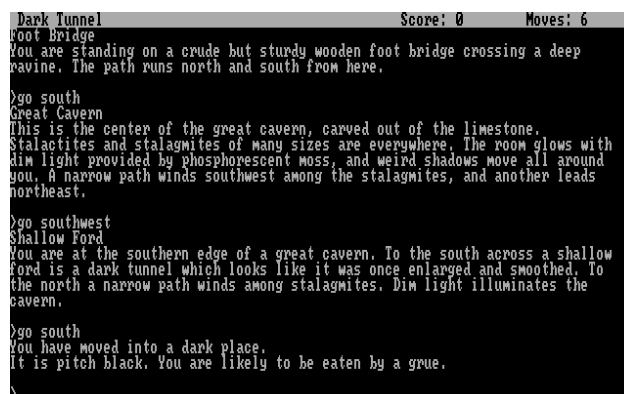 Dark Tunnel Score: 0 Moves: 6
Foot Bridge
You are standing on a crude but sturdy wooden foot bridge crossing a deep
ravine. The path runs north and south from here.
>go south
Great Cavern
This is the center of the great cavern, carved out of the limestone.
Stalactites and stalagmites of many sizes are everywhere. The room glows with
dim light provided by phosphorescent moss, and weird shadows move all around
you. A narrow path winds southwest among the stalagmites, and another leads
northeast.
>go southwest
Shallow Ford
You are at the southern edge of a great cavern. To the south across a shallow
ford is a dark tunnel which looks like it was once enlarged and smoothed. To
the north a narrow path winds among stalagmites. Dim light illuminates the
cavern.
>go south
You have moved into a dark place.
It is pitch black. You are likely to be eaten by a grue.